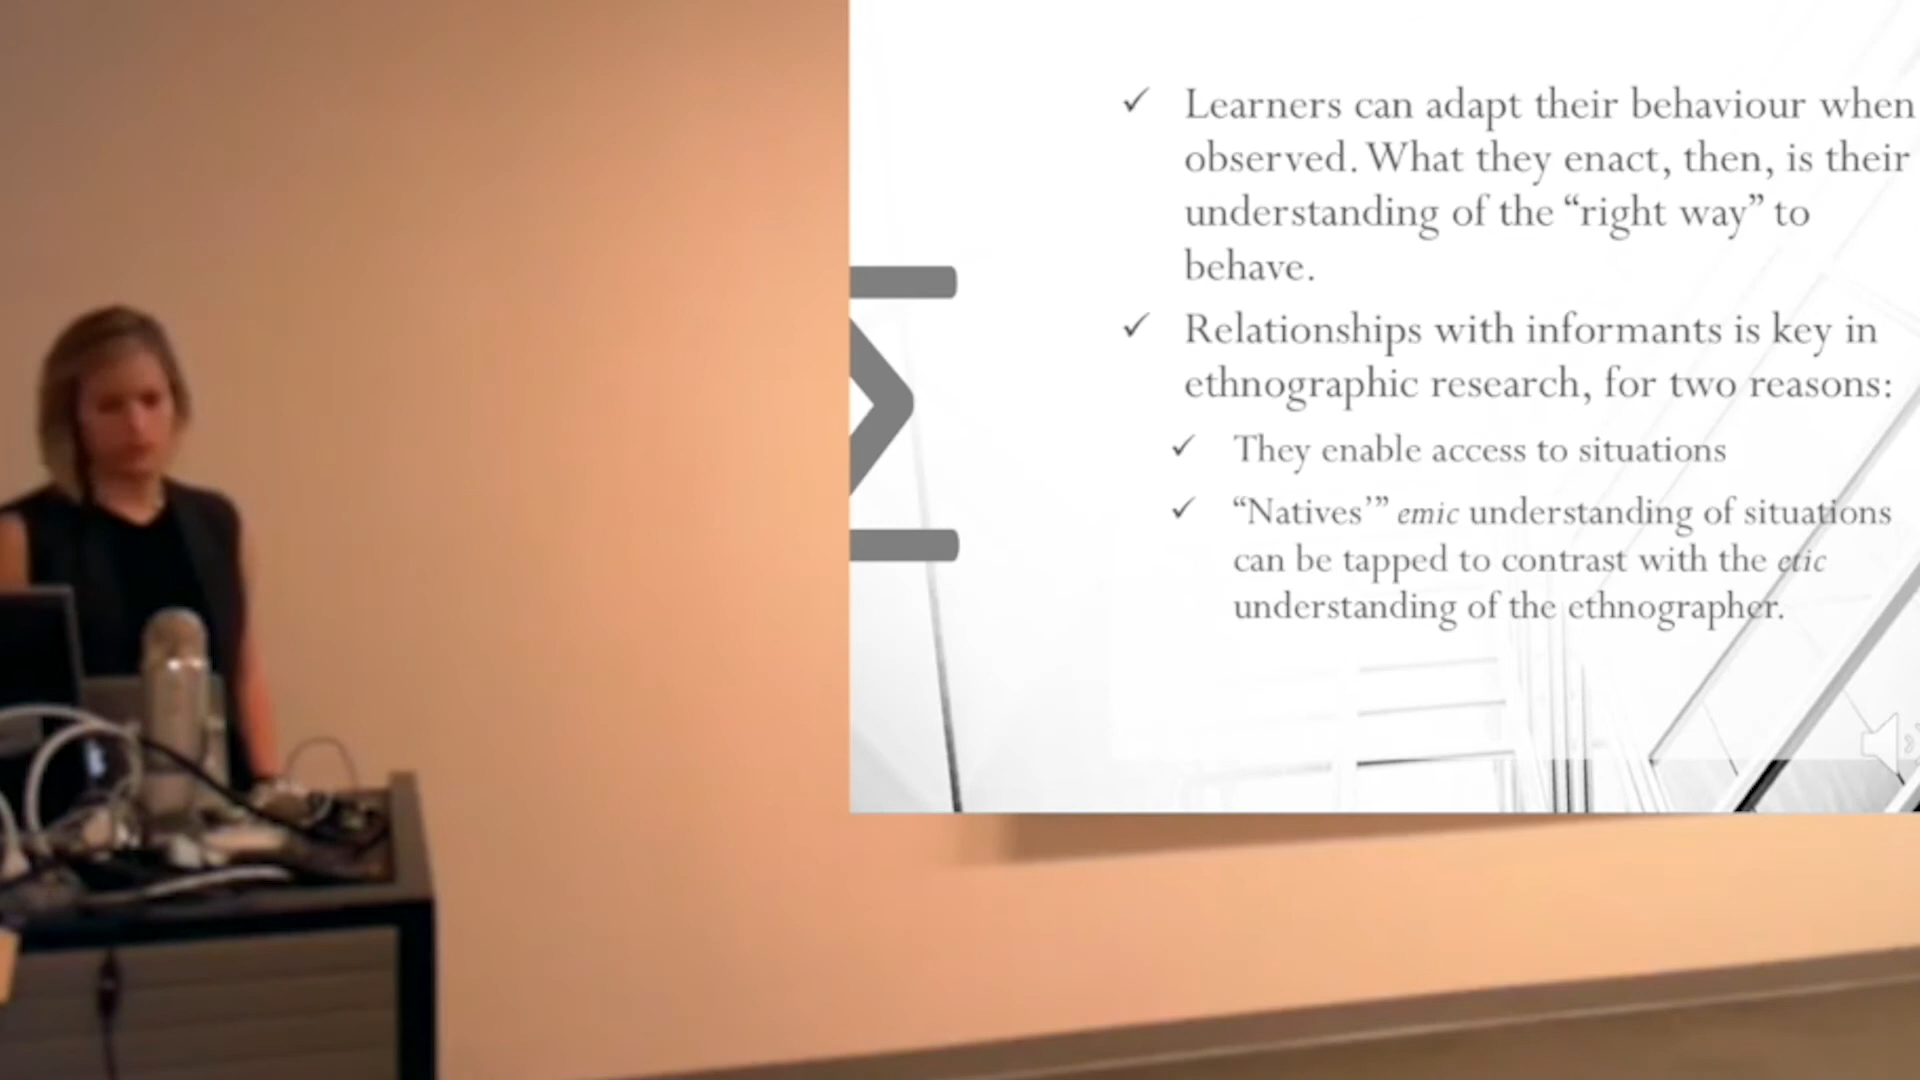 Learners can adapt their behaviour when
observed. What they enact, then, is their
understanding of the “right way” to
behave.
Relationships with informants is key in
ethnographic research, for two reasons:
They enable access to situations
“Natives’” emic understanding of situations
can be tapped to contrast with the etic
understanding of the ethnographer.